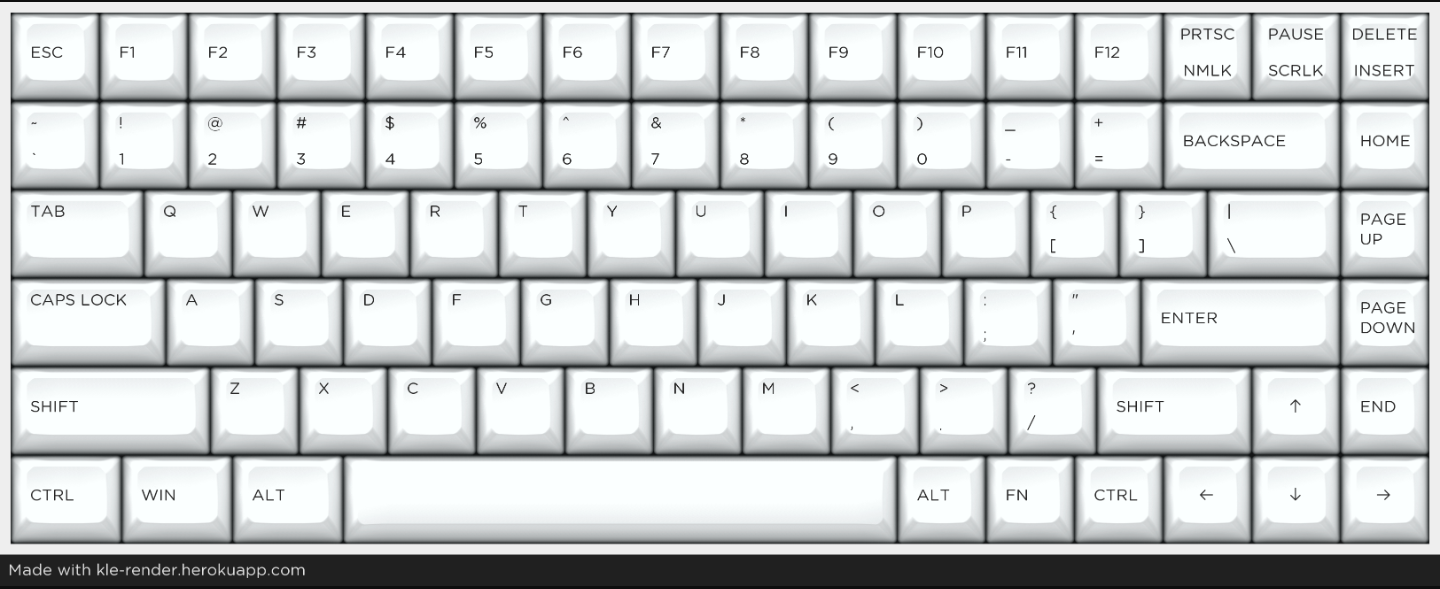 ESC F1 F2 F3 F4 F5 F6 F7 F8 F9 F10 F11 F12 PRTSC PAUSE DELETE
NMLK SCRLK INSERT
~ ! @ # $ % ^ & * ( ) _ +
` 1 2 3 4 5 6 7 8 9 0 - = BACKSPACE HOME
TAB Q W E R T Y U I O P { } | PAGE
[ ] \ UP
CAPS LOCK A S D F G H J K L : " ENTER PAGE
; ' DOWN
SHIFT Z X C V B N M < > ? SHIFT ↑ END
, . /
CTRL WIN ALT ALT FN CTRL ← ↓ →
Made with kle-render.herokuapp.com